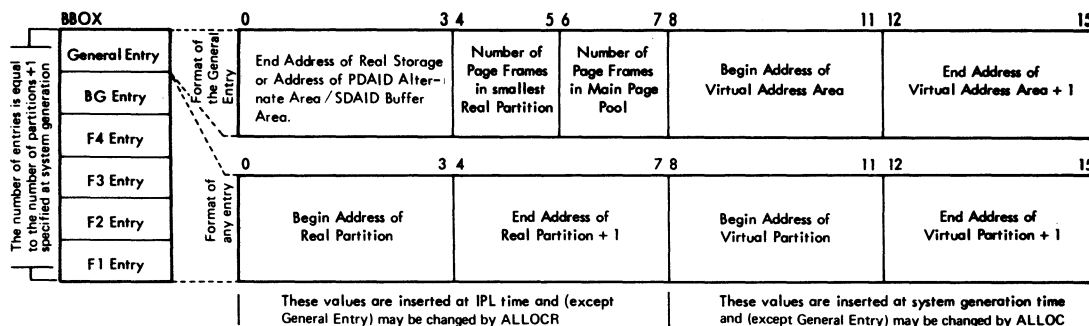 BBOX
The number of entries is equal
to the number of partitions +1
specified at system generation
General Entry
BG Entry
F4 Entry
F3 Entry
F2 Entry
F1 Entry
Format of
the General
Entry
0 3 4 5 6 7 8 11 12 15
End Address of Real Storage
or Address of PDAID Alter-
nate Area/SDAID Buffer
Area.
Number of
Page Frames
in smallest
Real Partition
Number of
Page Frames
in Main Page
Pool
Begin Address of
Virtual Address Area
End Address of
Virtual Address Area + 1
Format of
any entry
0 3 4 7 8 11 12 15
Begin Address of
Real Partition
End Address of
Real Partition + 1
Begin Address of
Virtual Partition
End Address of
Virtual Partition + 1
These values are inserted at IPL time and (except
General Entry) may be changed by ALLOCR
These values are inserted at system generation time
and (except General Entry) may be changed by ALLOC